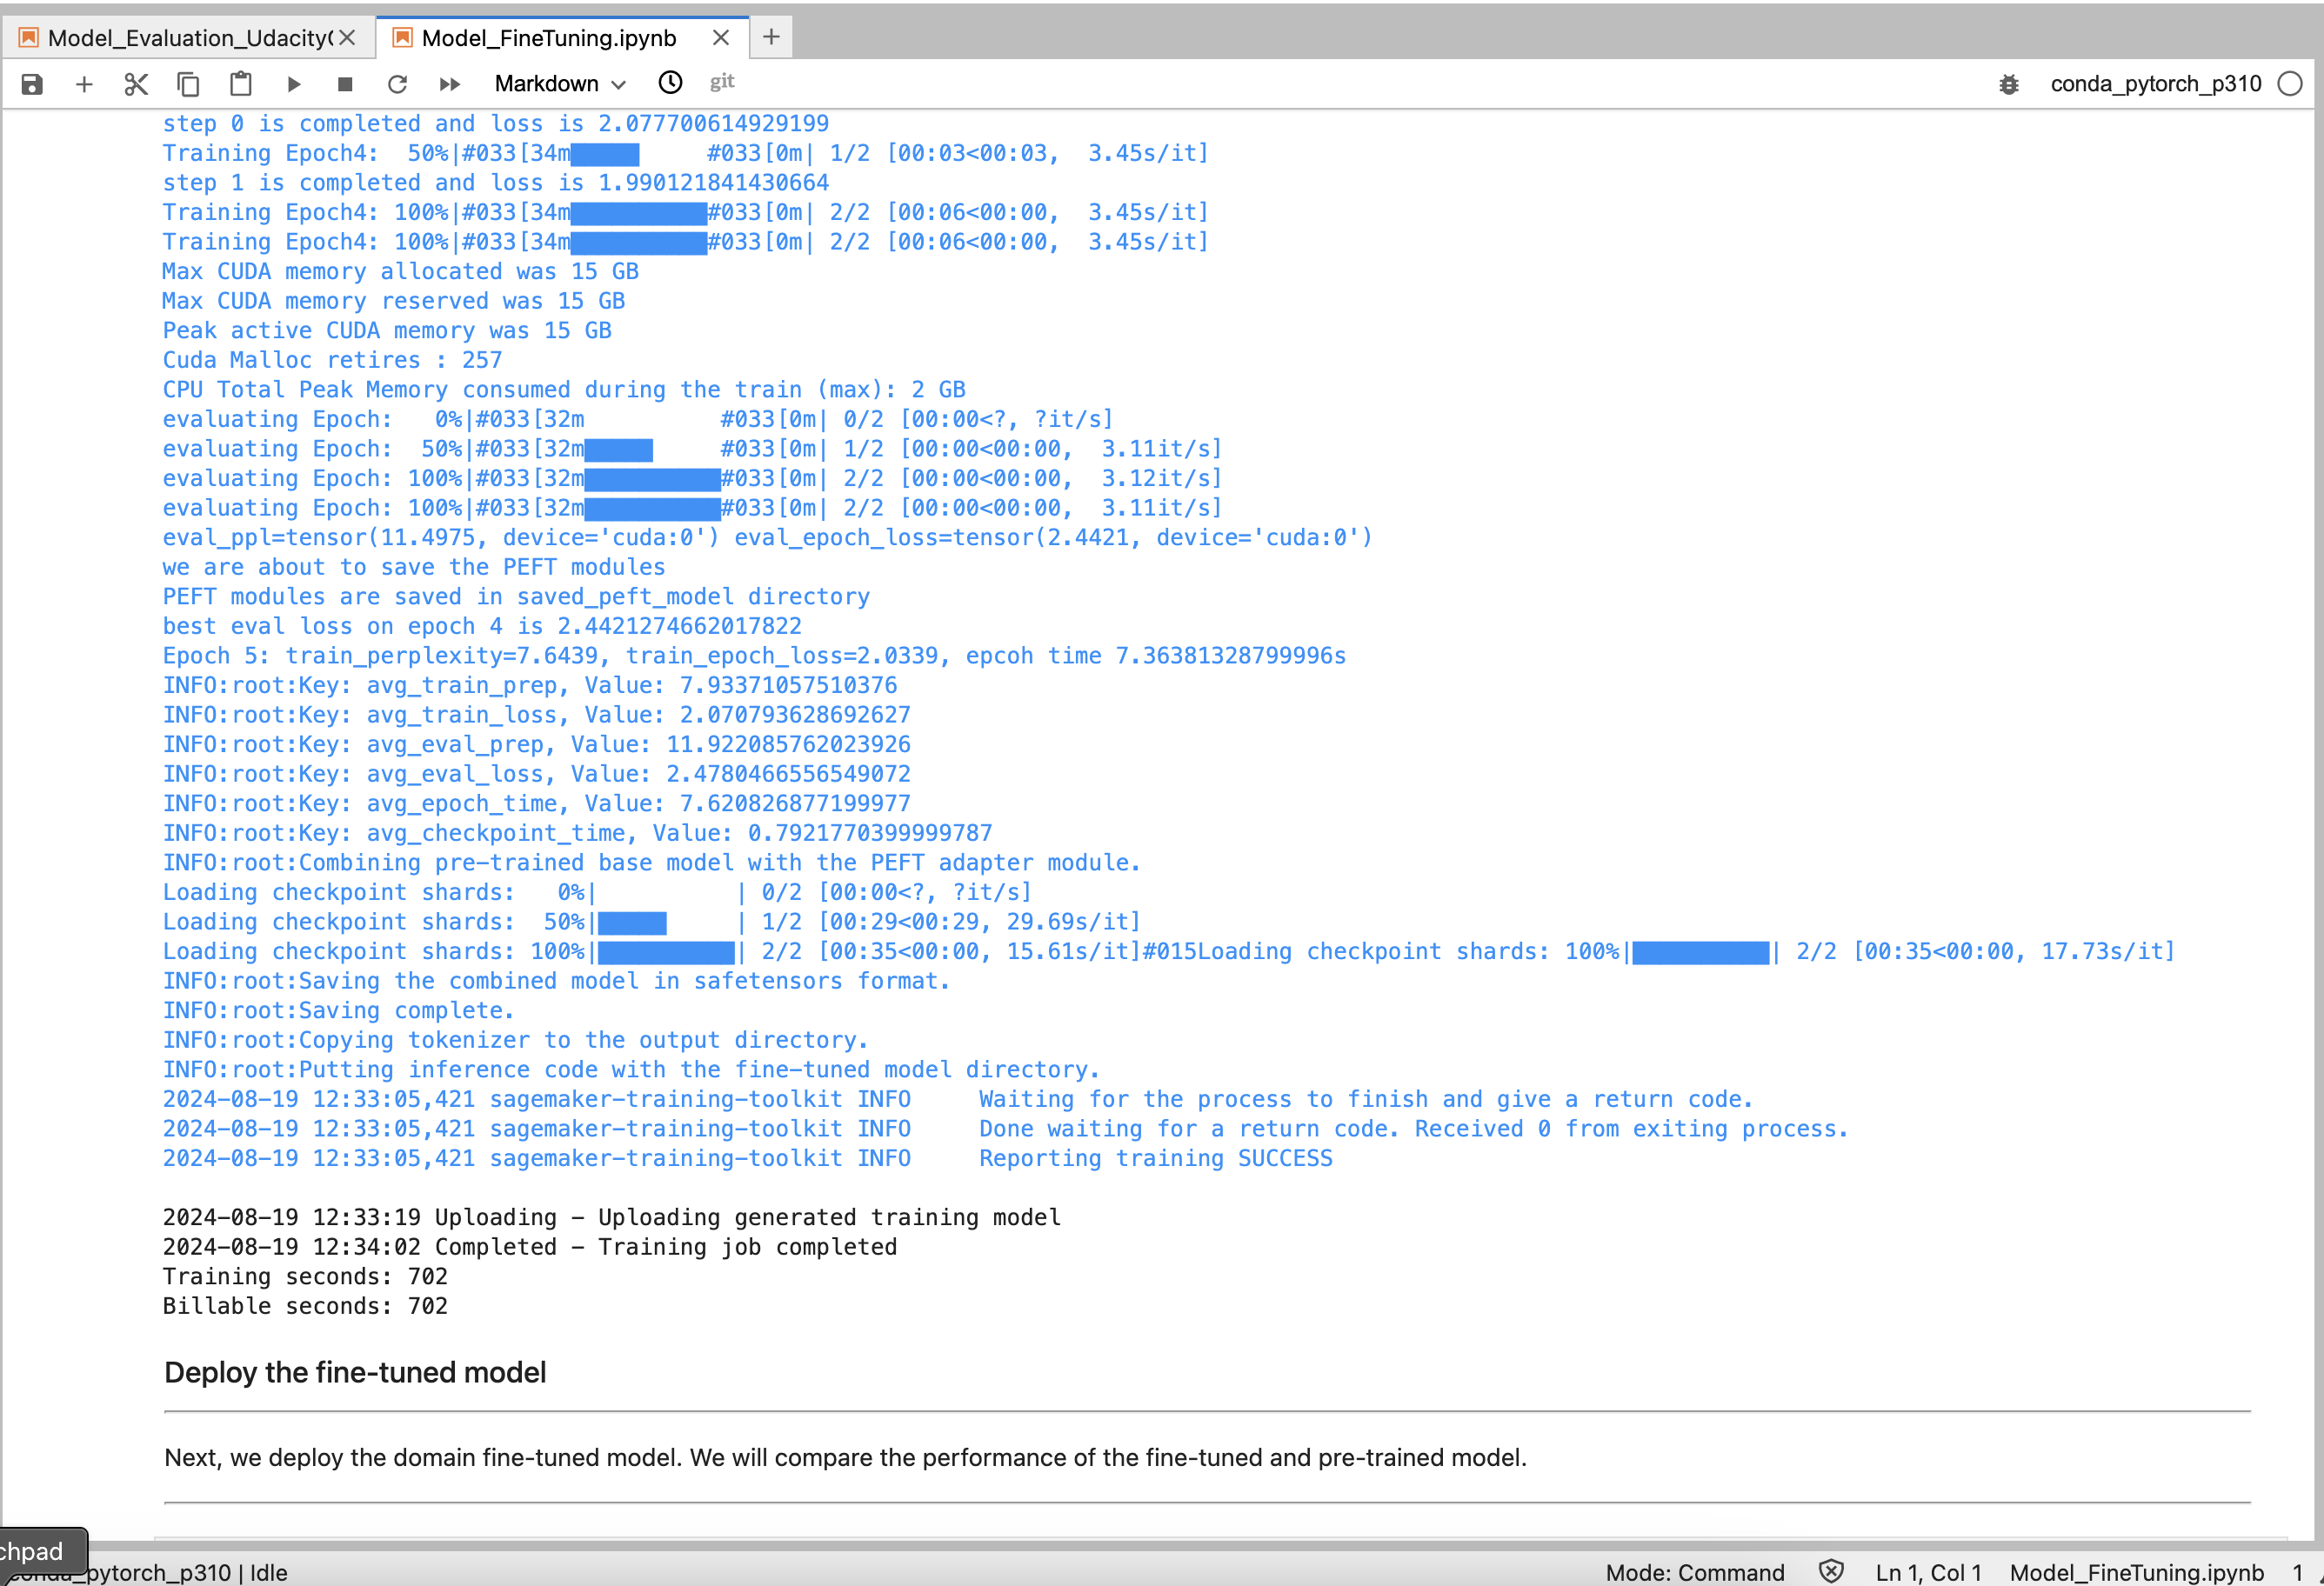 Model_Evaluation_Udacity
Model_FineTuning.ipynb
Markdown
git
conda_pytorch_p310
step 0 is completed and loss is 2.077700614929199
Training Epoch4:  50%|#033[34m█████     #033[0m| 1/2 [00:03<00:03,  3.45s/it]
step 1 is completed and loss is 1.990121841430664
Training Epoch4: 100%|#033[34m██████████#033[0m| 2/2 [00:06<00:00,  3.45s/it]
Training Epoch4: 100%|#033[34m██████████#033[0m| 2/2 [00:06<00:00,  3.45s/it]
Max CUDA memory allocated was 15 GB
Max CUDA memory reserved was 15 GB
Peak active CUDA memory was 15 GB
Cuda Malloc retires : 257
CPU Total Peak Memory consumed during the train (max): 2 GB
evaluating Epoch:   0%|#033[32m          #033[0m| 0/2 [00:00<?, ?it/s]
evaluating Epoch:  50%|#033[32m█████     #033[0m| 1/2 [00:00<00:00,  3.11it/s]
evaluating Epoch: 100%|#033[32m██████████#033[0m| 2/2 [00:00<00:00,  3.12it/s]
evaluating Epoch: 100%|#033[32m██████████#033[0m| 2/2 [00:00<00:00,  3.11it/s]
eval_ppl=tensor(11.4975, device='cuda:0') eval_epoch_loss=tensor(2.4421, device='cuda:0')
we are about to save the PEFT modules
PEFT modules are saved in saved_peft_model directory
best eval loss on epoch 4 is 2.4421274662017822
Epoch 5: train_perplexity=7.6439, train_epoch_loss=2.0339, epcoh time 7.36381328799996s
INFO:root:Key: avg_train_prep, Value: 7.93371057510376
INFO:root:Key: avg_train_loss, Value: 2.070793628692627
INFO:root:Key: avg_eval_prep, Value: 11.922085762023926
INFO:root:Key: avg_eval_loss, Value: 2.4780466556549072
INFO:root:Key: avg_epoch_time, Value: 7.620826877199977
INFO:root:Key: avg_checkpoint_time, Value: 0.7921770399999787
INFO:root:Combining pre-trained base model with the PEFT adapter module.
Loading checkpoint shards:   0%|          | 0/2 [00:00<?, ?it/s]
Loading checkpoint shards:  50%|█████     | 1/2 [00:29<00:29, 29.69s/it]
Loading checkpoint shards: 100%|██████████| 2/2 [00:35<00:00, 15.61s/it]#015Loading checkpoint shards: 100%|██████████| 2/2 [00:35<00:00, 17.73s/it]
INFO:root:Saving the combined model in safetensors format.
INFO:root:Saving complete.
INFO:root:Copying tokenizer to the output directory.
INFO:root:Putting inference code with the fine-tuned model directory.
2024-08-19 12:33:05,421 sagemaker-training-toolkit INFO     Waiting for the process to finish and give a return code.
2024-08-19 12:33:05,421 sagemaker-training-toolkit INFO     Done waiting for a return code. Received 0 from exiting process.
2024-08-19 12:33:05,421 sagemaker-training-toolkit INFO     Reporting training SUCCESS
2024-08-19 12:33:19 Uploading - Uploading generated training model
2024-08-19 12:34:02 Completed - Training job completed
Training seconds: 702
Billable seconds: 702
Deploy the fine-tuned model
Next, we deploy the domain fine-tuned model. We will compare the performance of the fine-tuned and pre-trained model.
chpad
conda_pytorch_p310 | Idle
Mode: Command
Ln 1, Col 1
Model_FineTuning.ipynb
1